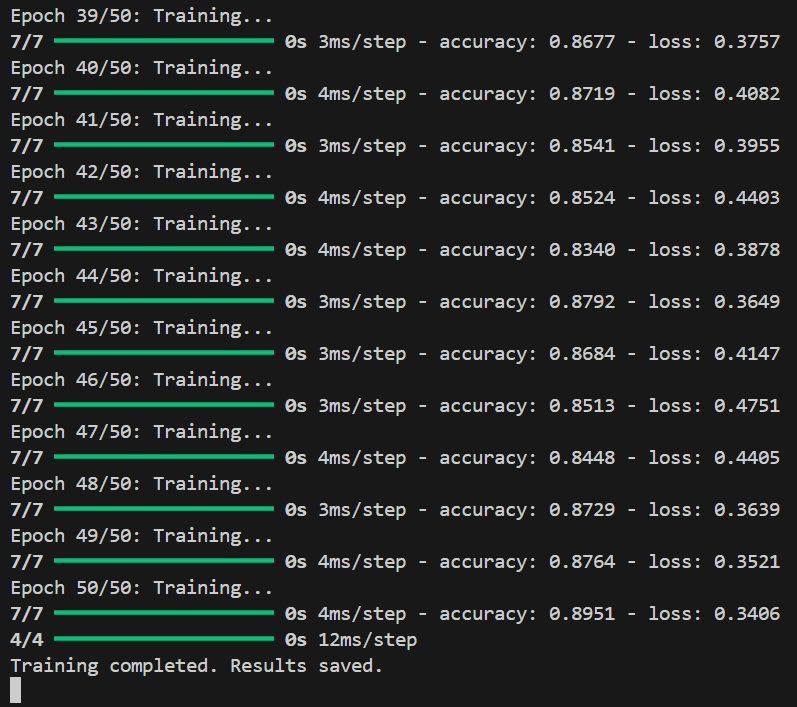 Epoch 39/50: Training...
7/7 0s 3ms/step - accuracy: 0.8677 - loss: 0.3757
Epoch 40/50: Training...
7/7 0s 4ms/step - accuracy: 0.8719 - loss: 0.4082
Epoch 41/50: Training...
7/7 0s 3ms/step - accuracy: 0.8541 - loss: 0.3955
Epoch 42/50: Training...
7/7 0s 4ms/step - accuracy: 0.8524 - loss: 0.4403
Epoch 43/50: Training...
7/7 0s 4ms/step - accuracy: 0.8340 - loss: 0.3878
Epoch 44/50: Training...
7/7 0s 3ms/step - accuracy: 0.8792 - loss: 0.3649
Epoch 45/50: Training...
7/7 0s 3ms/step - accuracy: 0.8684 - loss: 0.4147
Epoch 46/50: Training...
7/7 0s 3ms/step - accuracy: 0.8513 - loss: 0.4751
Epoch 47/50: Training...
7/7 0s 4ms/step - accuracy: 0.8448 - loss: 0.4405
Epoch 48/50: Training...
7/7 0s 3ms/step - accuracy: 0.8729 - loss: 0.3639
Epoch 49/50: Training...
7/7 0s 4ms/step - accuracy: 0.8764 - loss: 0.3521
Epoch 50/50: Training...
7/7 0s 4ms/step - accuracy: 0.8951 - loss: 0.3406
4/4 0s 12ms/step
Training completed. Results saved.